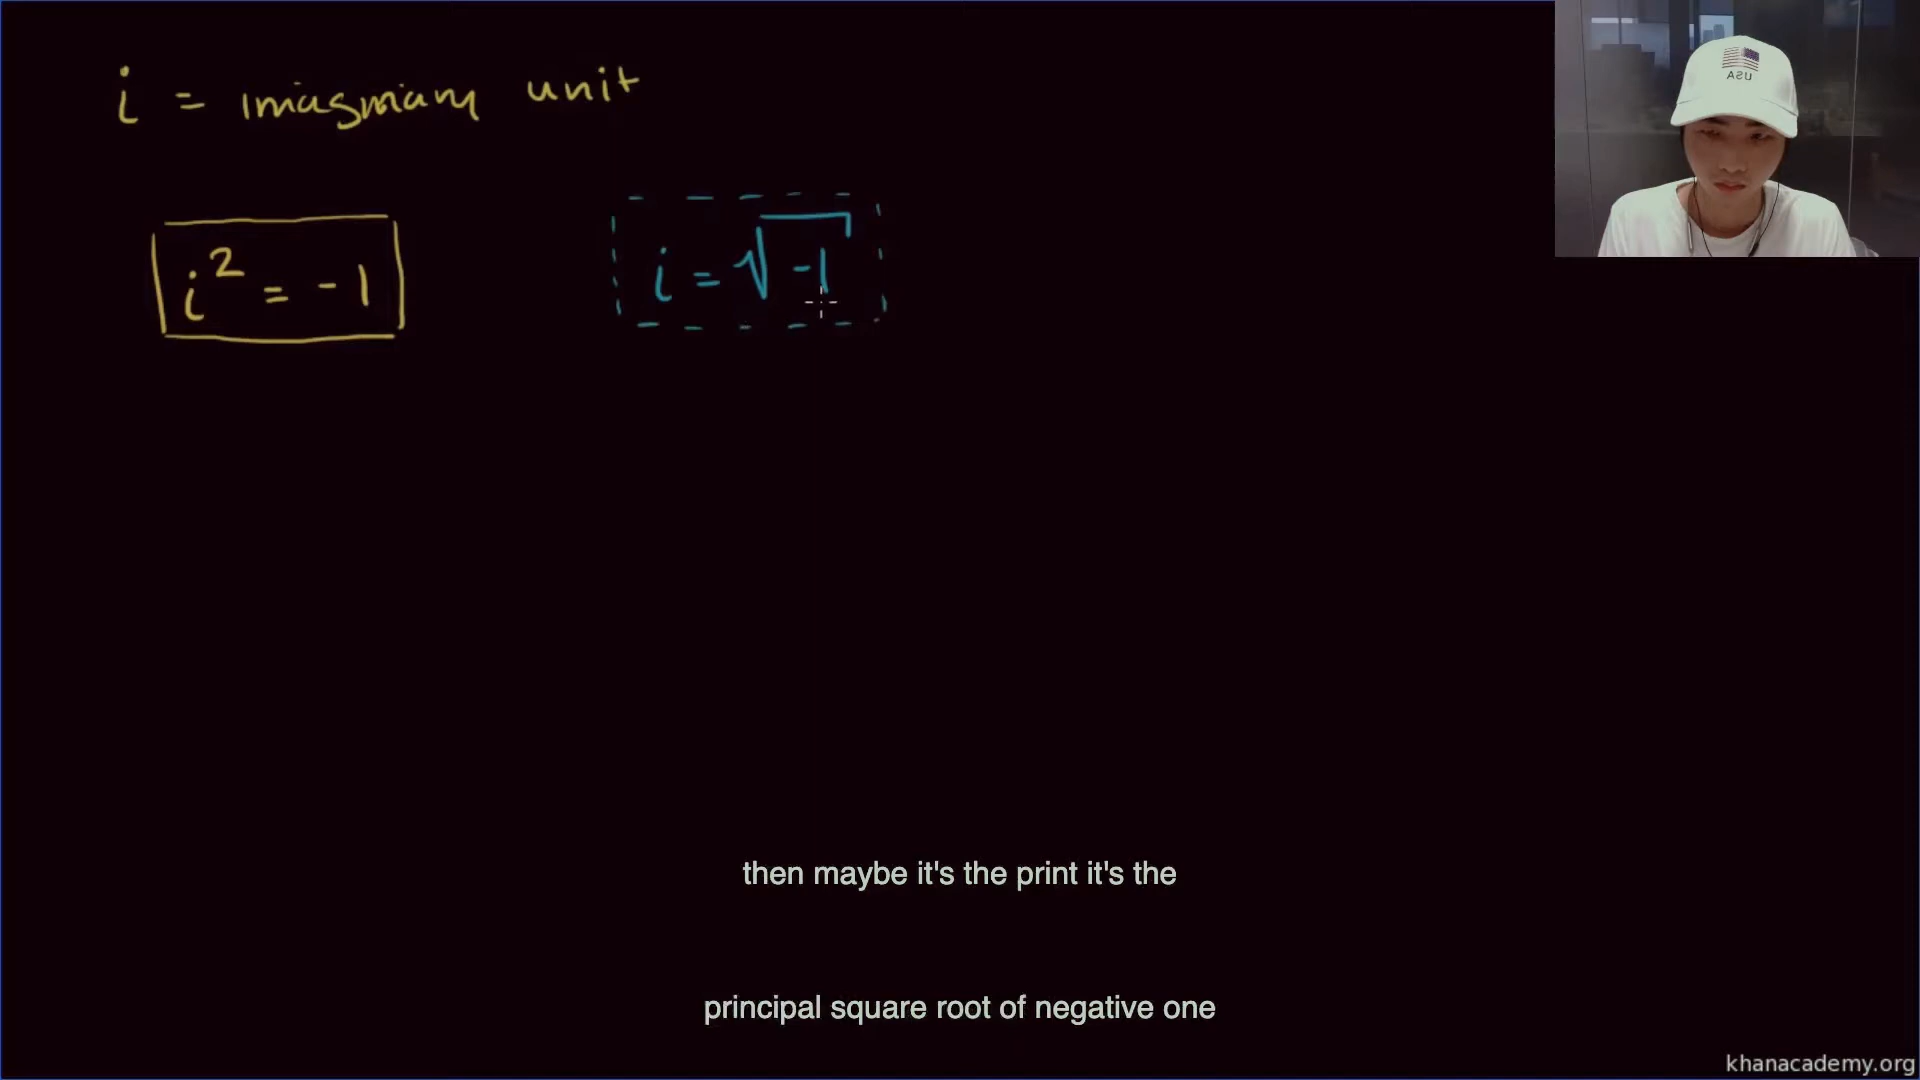 i = imaginary unit
i² = -1
i = √-1
USA
then maybe it's the print it's the
principal square root of negative one
khanacademy.org